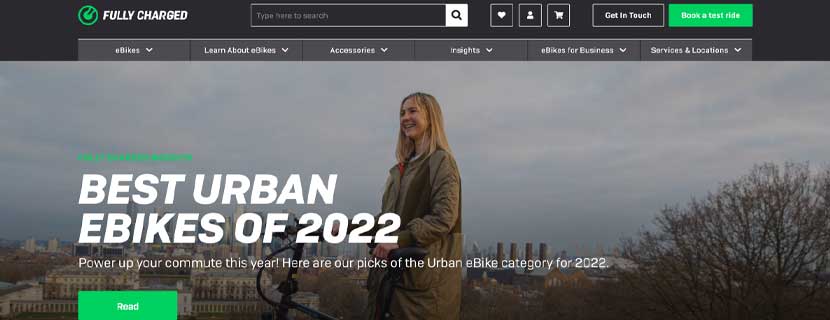 FULLY CHARGED
Type here to search
Get In Touch
Book a test ride
eBikes
Learn About eBikes
Accessories
Insights
eBikes for Business
Services & Locations
BEST URBAN
EBIKES OF 2022
Power up your commute this year! Here are our picks of the Urban eBike category for 2022.
Read